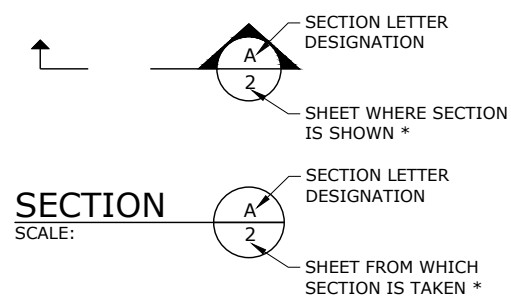 SECTION LETTER
DESIGNATION
A
2
SHEET WHERE SECTION
IS SHOWN *
SECTION LETTER
DESIGNATION
SECTION
A
SCALE:
2
SHEET FROM WHICH
SECTION IS TAKEN *